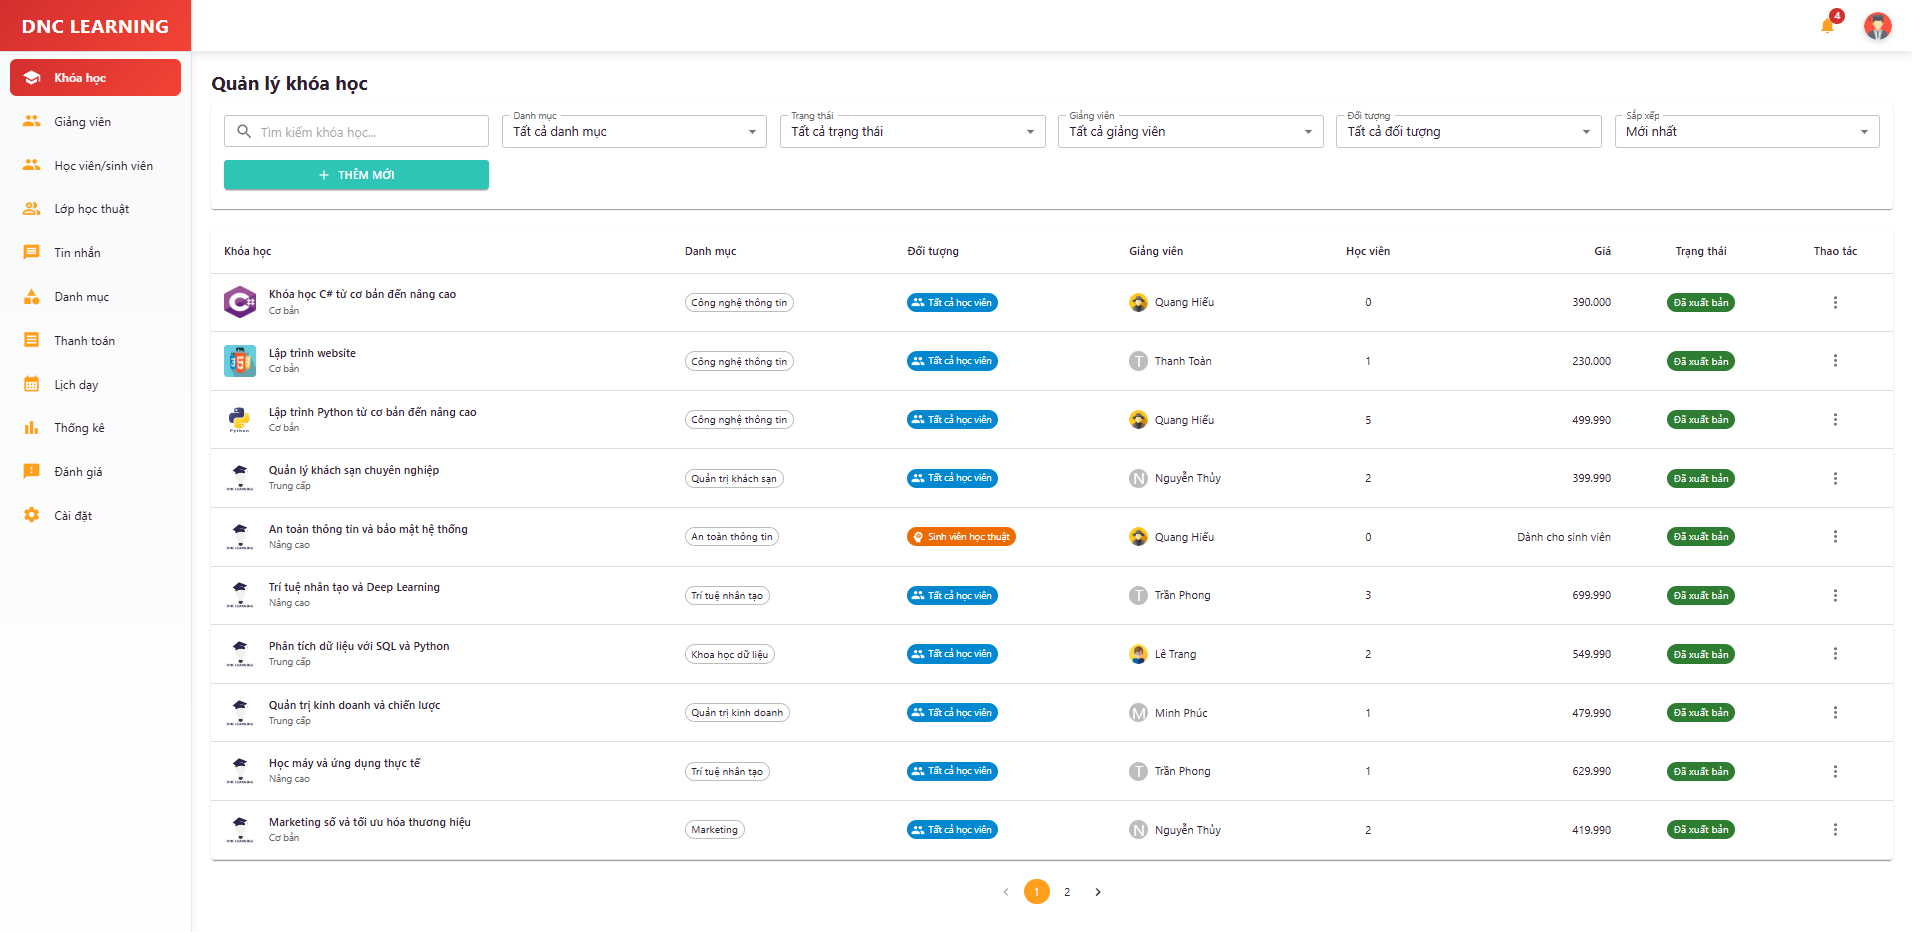 DNC LEARNING
4
Khóa học
Giảng viên
Học viên/sinh viên
Lớp học thuật
Tin nhắn
Danh mục
Thanh toán
Lịch dạy
Thống kê
Đánh giá
Cài đặt
Quản lý khóa học
Tìm kiếm khóa học...
Danh mục
Tất cả danh mục
Trạng thái
Tất cả trạng thái
Giảng viên
Tất cả giảng viên
Đối tượng
Tất cả đối tượng
Sắp xếp
Mới nhất
THÊM MỚI
Khóa học Danh mục Đối tượng Giảng viên Học viên Giá Trạng thái Thao tác
Khóa học C# từ cơ bản đến nâng cao
Cơ bản
Công nghệ thông tin Tất cả học viên Quang Hiếu 0 390.000 Đã xuất bản
Lập trình website
Cơ bản
Công nghệ thông tin Tất cả học viên T Thanh Toàn 1 230.000 Đã xuất bản
Python
Lập trình Python từ cơ bản đến nâng cao
Cơ bản
Công nghệ thông tin Tất cả học viên Quang Hiếu 5 499.990 Đã xuất bản
DNC LEARNING
Quản lý khách sạn chuyên nghiệp
Trung cấp
Quản trị khách sạn Tất cả học viên N Nguyễn Thủy 2 399.990 Đã xuất bản
DNC LEARNING
An toàn thông tin và bảo mật hệ thống
Nâng cao
An toàn thông tin Sinh viên học thuật Quang Hiếu 0 Dành cho sinh viên Đã xuất bản
DNC LEARNING
Trí tuệ nhân tạo và Deep Learning
Nâng cao
Trí tuệ nhân tạo Tất cả học viên T Trần Phong 3 699.990 Đã xuất bản
DNC LEARNING
Phân tích dữ liệu với SQL và Python
Trung cấp
Khoa học dữ liệu Tất cả học viên Lê Trang 2 549.990 Đã xuất bản
DNC LEARNING
Quản trị kinh doanh và chiến lược
Trung cấp
Quản trị kinh doanh Tất cả học viên M Minh Phúc 1 479.990 Đã xuất bản
DNC LEARNING
Học máy và ứng dụng thực tế
Nâng cao
Trí tuệ nhân tạo Tất cả học viên T Trần Phong 1 629.990 Đã xuất bản
DNC LEARNING
Marketing số và tối ưu hóa thương hiệu
Cơ bản
Marketing Tất cả học viên N Nguyễn Thủy 2 419.990 Đã xuất bản
1 2